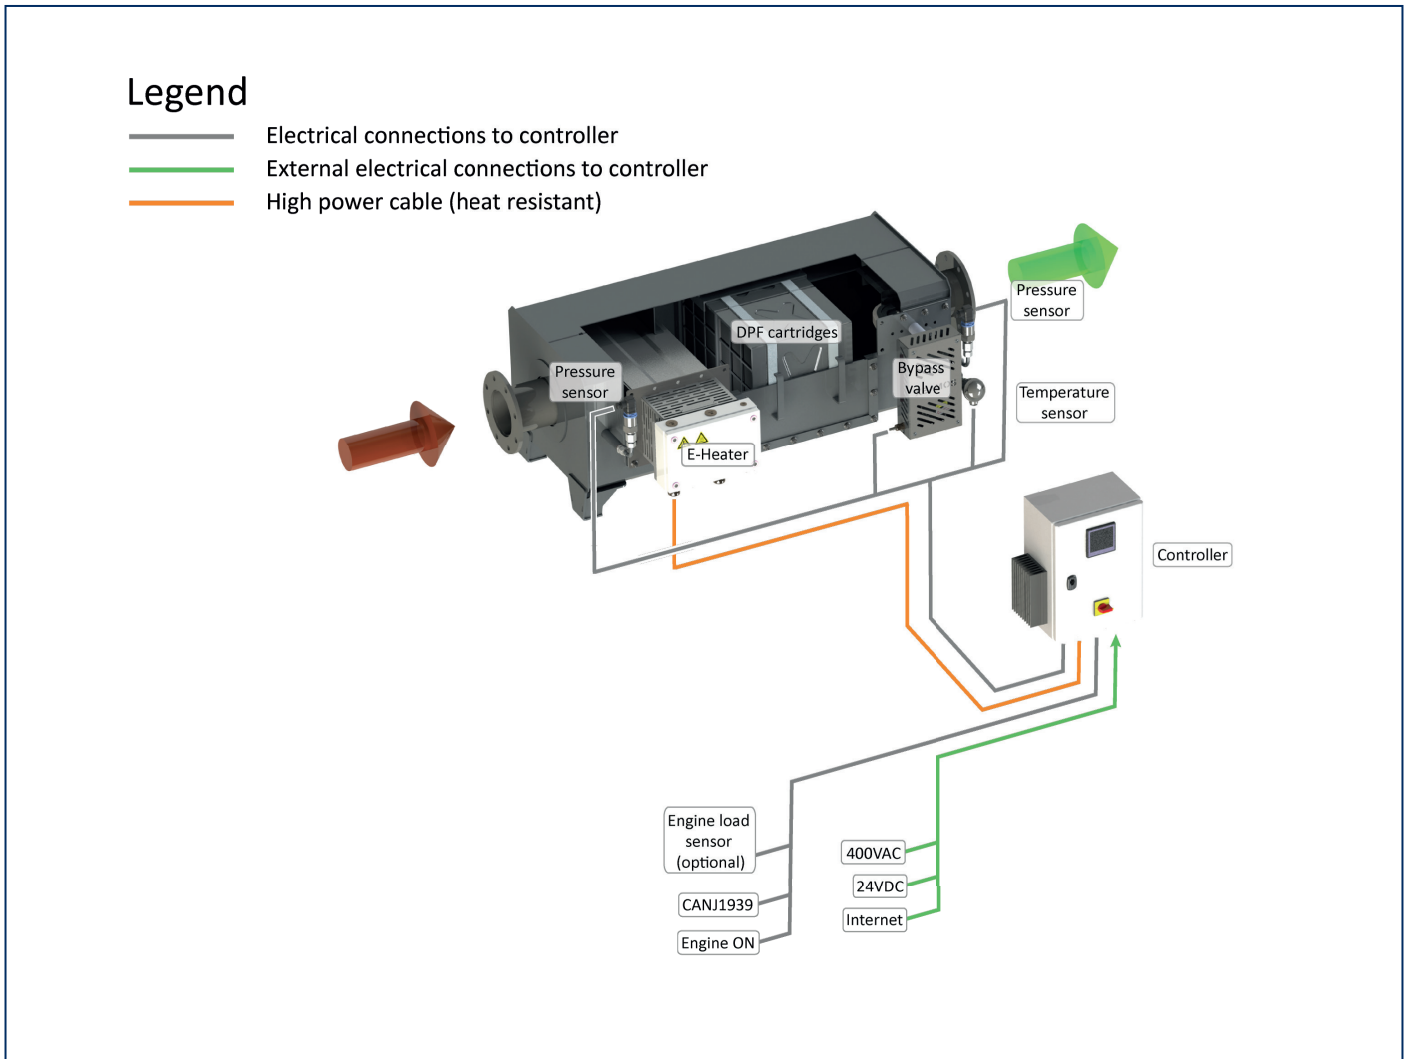 Legend
Electrical connections to controller
External electrical connections to controller
High power cable (heat resistant)
Pressure
sensor
DPF cartridges
Pressure
sensor
Bypass
valve
Temperature
sensor
E-Heater
Controller
Engine load
sensor
(optional)
400VAC
24VDC
CANJ1939
Internet
Engine ON